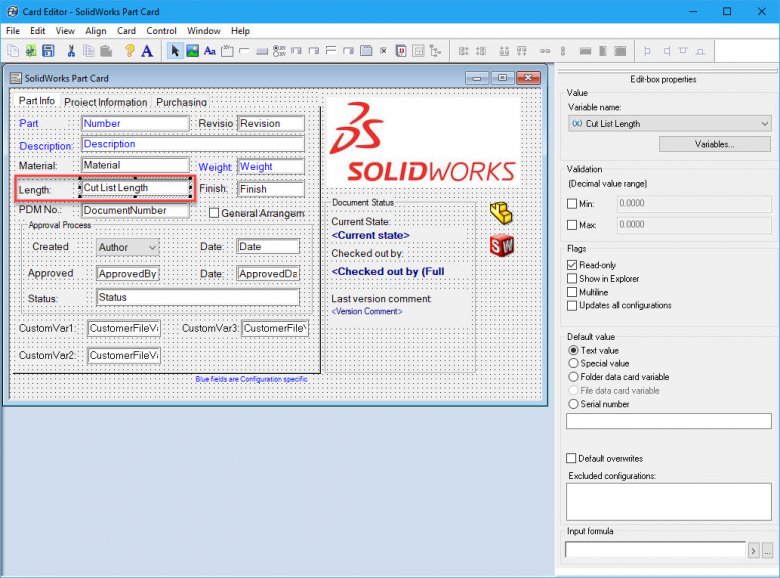 Card Editor - SolidWorks Part Card
File Edit View Align Card Control Window Help
SolidWorks Part Card
Part Info Project Information Purchasing
Part Number Revisio Revision
Description: Description
Material: Material Weight: Weight
Length: Cut List Length Finish: Finish
PDM No.: DocumentNumber General Arrangem
Approval Process
Created Author Date: Date
Approved ApprovedBy Date: ApprovedDa
Status: Status
CustomVar1: CustomerFileVa CustomVar3: CustomerFileV
CustomVar2: CustomerFileVa
Blue fields are Configuration specific
SOLIDWORKS
Document Status
Current State:
<Current state>
Checked out by:
<Checked out by (Full
Last version comment:
<Version Comment>
Edit-box properties
Value
Variable name:
(x) Cut List Length
Variables...
Validation
(Decimal value range)
Min: 0.0000
Max: 0.0000
Flags
Read-only
Show in Explorer
Multiline
Updates all configurations
Default value
Text value
Special value
Folder data card variable
File data card variable
Serial number
Default overwrites
Excluded configurations:
Input formula
> ...